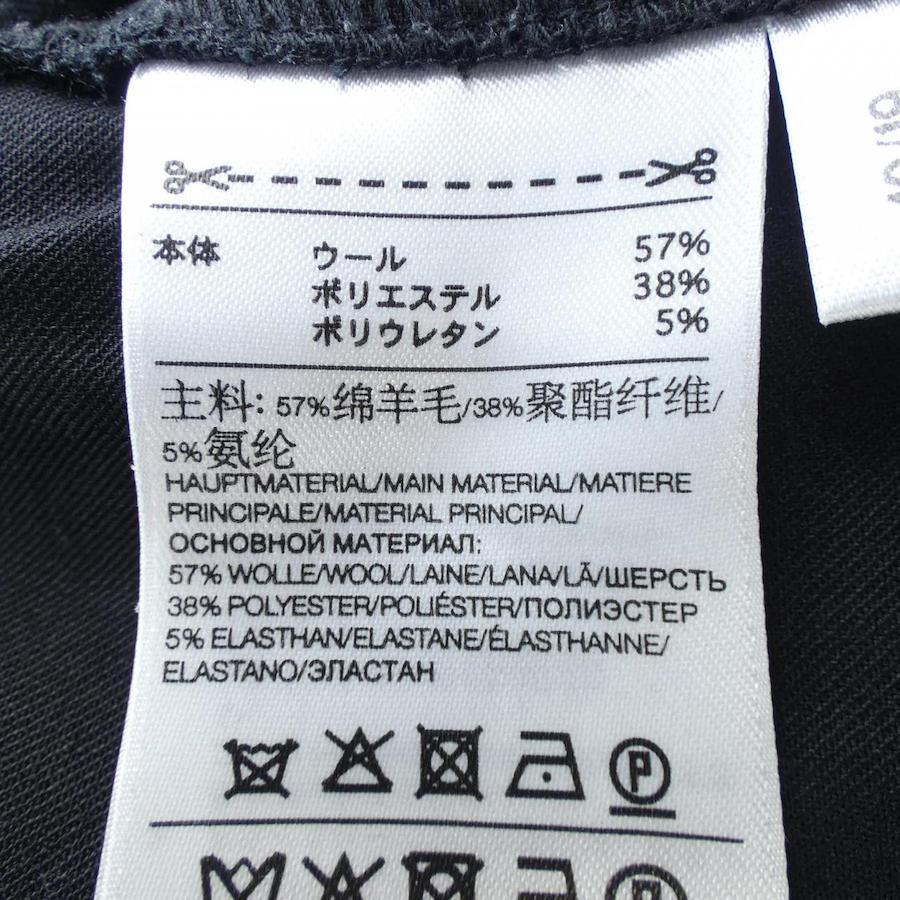 本体 ウール 57%
ポリエステル 38%
ポリウレタン 5%
主料: 57%绵羊毛/38%聚酯纤维/
5%氨纶
HAUPTMATERIAL/MAIN MATERIAL/MATIERE
PRINCIPALE/MATERIAL PRINCIPAL/
ОСНОВНОЙ МАТЕРИАЛ:
57% WOLLE/WOOL/LAINE/LANA/LÃ/ШЕРСТЬ
38% POLYESTER/POLIÉSTER/ПОЛИЭСТЕР
5% ELASTHAN/ELASTANE/ÉLASTHANNE/
ELASTANO/ЭЛАСТАН
P